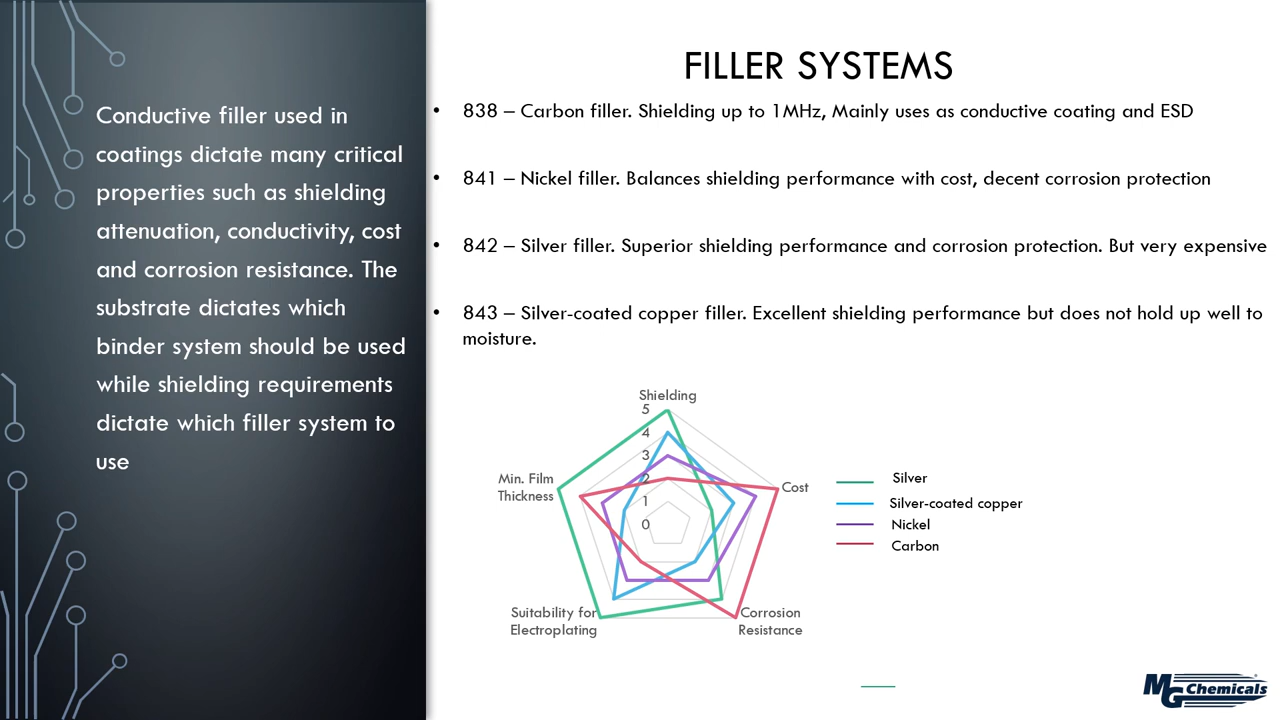 Conductive filler used in
coatings dictate many critical
properties such as shielding
attenuation, conductivity, cost
and corrosion resistance. The
substrate dictates which
binder system should be used
while shielding requirements
dictate which filler system to
use
FILLER SYSTEMS
• 838 – Carbon filler. Shielding up to 1MHz, Mainly uses as conductive coating and ESD
• 841 – Nickel filler. Balances shielding performance with cost, decent corrosion protection
• 842 – Silver filler. Superior shielding performance and corrosion protection. But very expensive
• 843 – Silver-coated copper filler. Excellent shielding performance but does not hold up well to
moisture.
Shielding
5
4
3
2
1
0
Min. Film
Thickness
Cost
Suitability for
Electroplating
Corrosion
Resistance
Silver
Silver-coated copper
Nickel
Carbon
MG Chemicals®